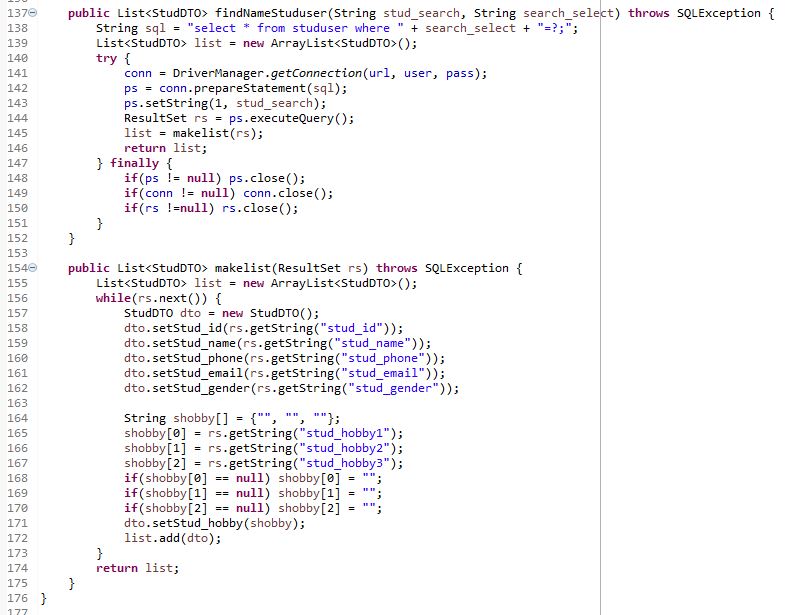 137 public List<StudDTO> findNameStuduser(String stud_search, String search_select) throws SQLException {
138 String sql = "select * from studuser where " + search_select + "=?;";
139 List<StudDTO> list = new ArrayList<StudDTO>();
140 try {
141 conn = DriverManager.getConnection(url, user, pass);
142 ps = conn.prepareStatement(sql);
143 ps.setString(1, stud_search);
144 ResultSet rs = ps.executeQuery();
145 list = makelist(rs);
146 return list;
147 } finally {
148 if(ps != null) ps.close();
149 if(conn != null) conn.close();
150 if(rs !=null) rs.close();
151 }
152 }
153
154 public List<StudDTO> makelist(ResultSet rs) throws SQLException {
155 List<StudDTO> list = new ArrayList<StudDTO>();
156 while(rs.next()) {
157 StudDTO dto = new StudDTO();
158 dto.setStud_id(rs.getString("stud_id"));
159 dto.setStud_name(rs.getString("stud_name"));
160 dto.setStud_phone(rs.getString("stud_phone"));
161 dto.setStud_email(rs.getString("stud_email"));
162 dto.setStud_gender(rs.getString("stud_gender"));
163
164 String shobby[] = {"", "", ""};
165 shobby[0] = rs.getString("stud_hobby1");
166 shobby[1] = rs.getString("stud_hobby2");
167 shobby[2] = rs.getString("stud_hobby3");
168 if(shobby[0] == null) shobby[0] = "";
169 if(shobby[1] == null) shobby[1] = "";
170 if(shobby[2] == null) shobby[2] = "";
171 dto.setStud_hobby(shobby);
172 list.add(dto);
173 }
174 return list;
175 }
176 }
177